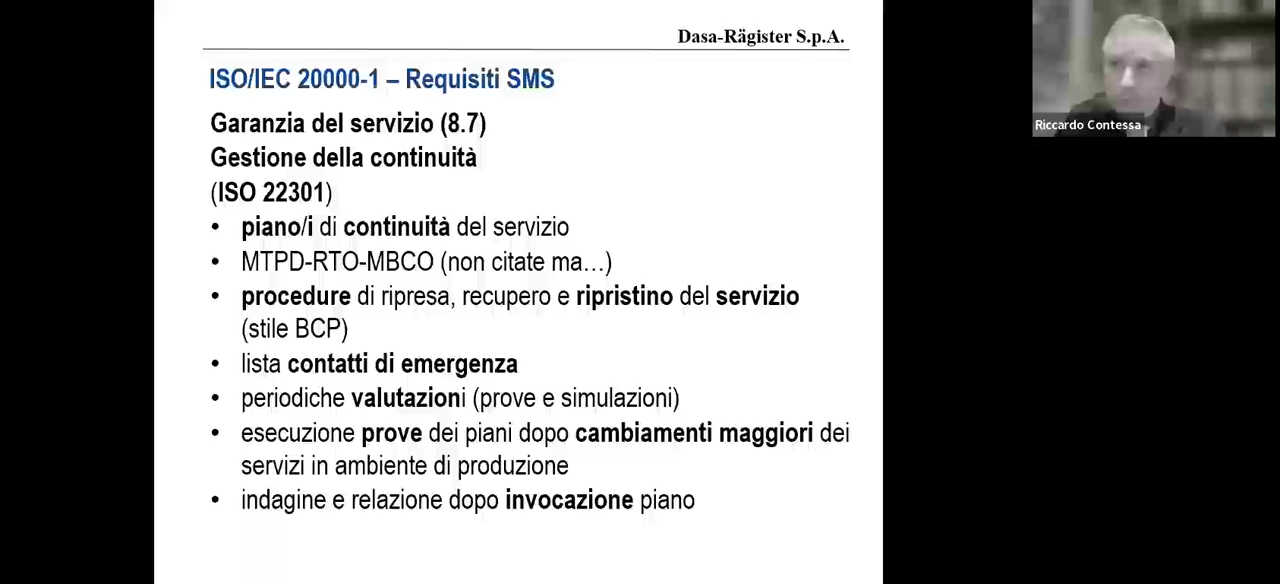 Dasa-Rägister S.p.A.
ISO/IEC 20000-1 – Requisiti SMS
Garanzia del servizio (8.7)
Gestione della continuità
(ISO 22301)
• piano/i di continuità del servizio
• MTPD-RTO-MBCO (non citate ma…)
• procedure di ripresa, recupero e ripristino del servizio
(stile BCP)
• lista contatti di emergenza
• periodiche valutazioni (prove e simulazioni)
• esecuzione prove dei piani dopo cambiamenti maggiori dei
servizi in ambiente di produzione
• indagine e relazione dopo invocazione piano
Riccardo Contessa